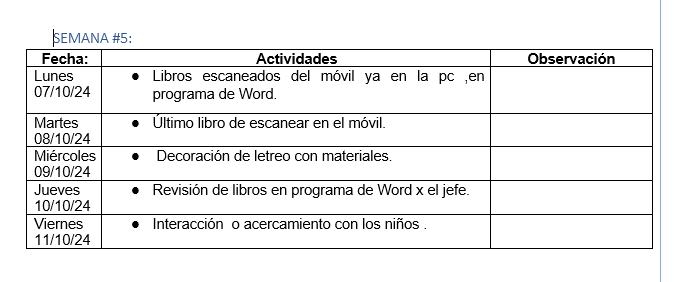 SEMANA #5:
Fecha: Actividades Observación
Lunes
07/10/24
● Libros escaneados del móvil ya en la pc ,en
programa de Word.
Martes
08/10/24
● Último libro de escanear en el móvil.
Miércoles
09/10/24
● Decoración de letreo con materiales.
Jueves
10/10/24
● Revisión de libros en programa de Word x el jefe.
Viernes
11/10/24
● Interacción o acercamiento con los niños .